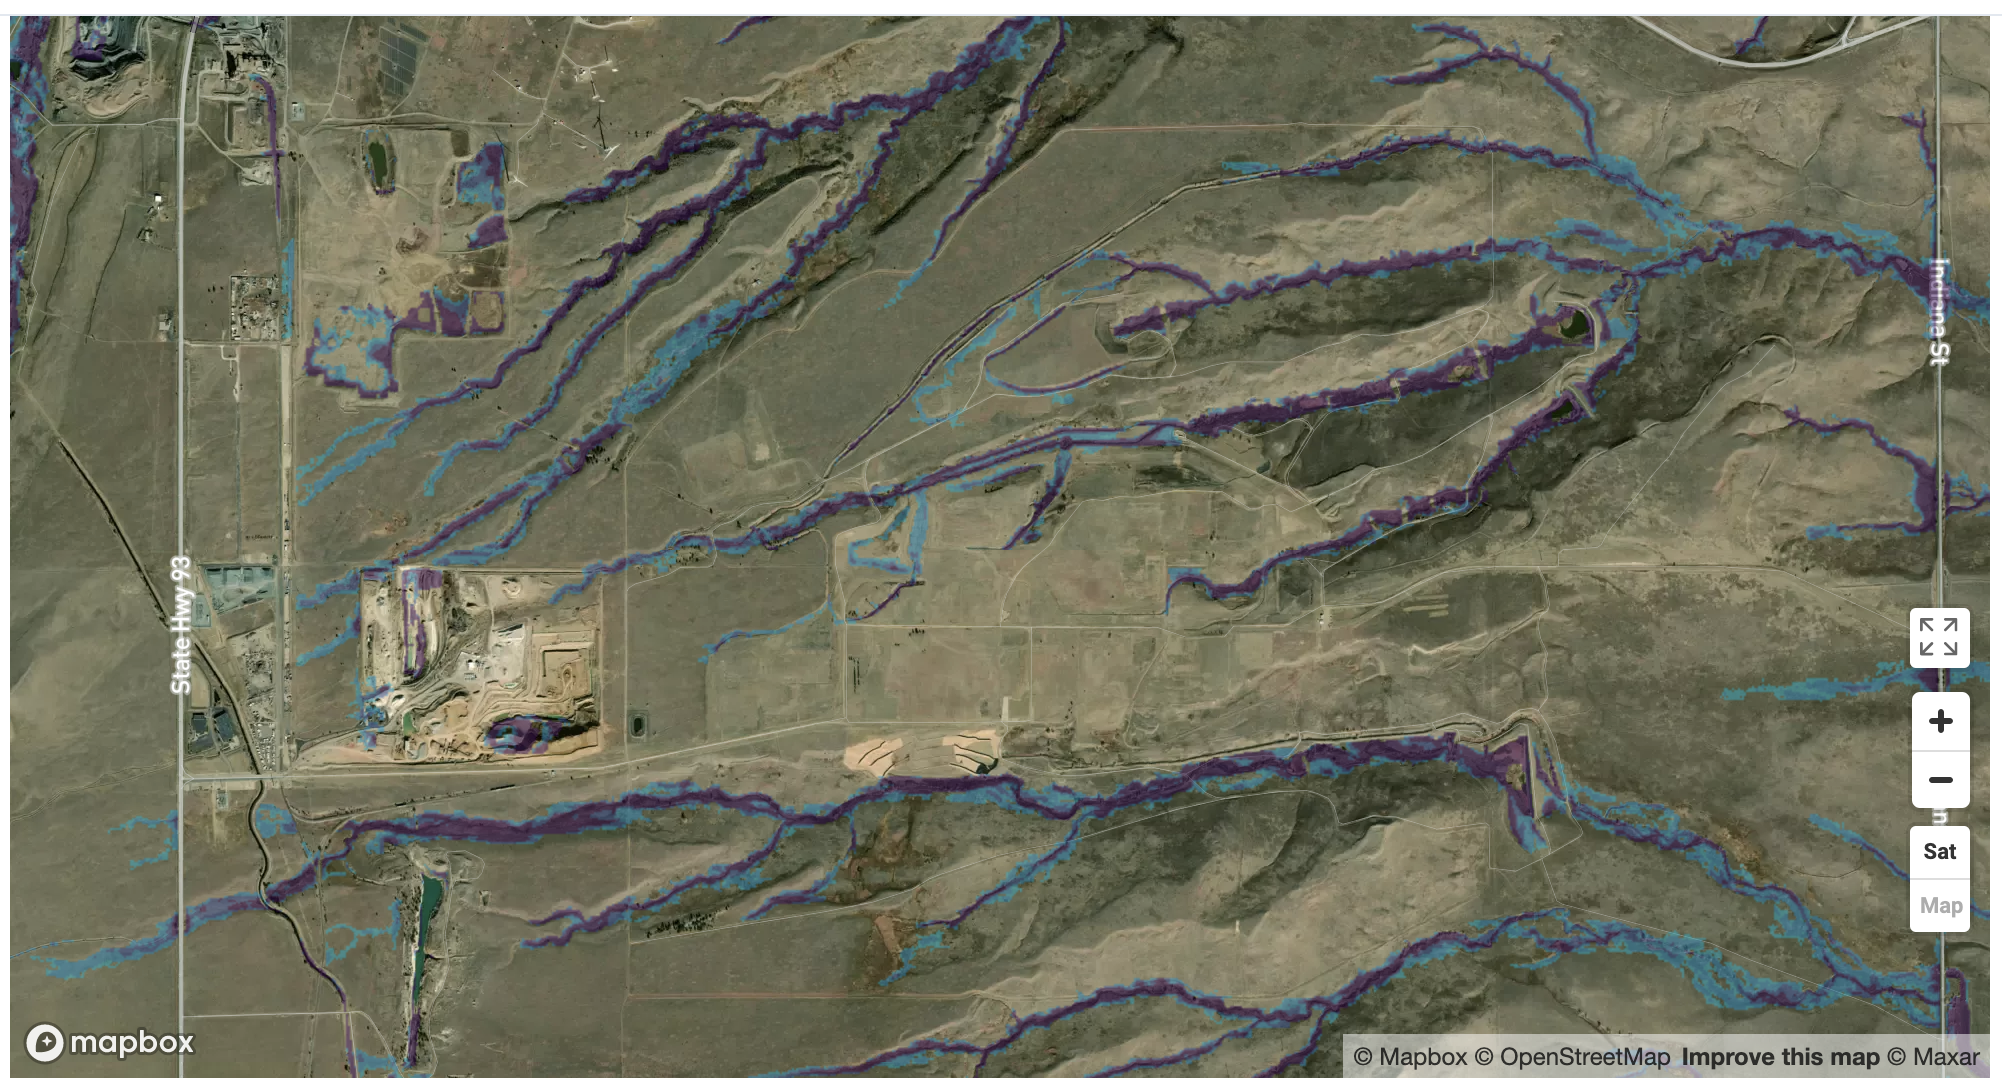 Indiana St
State Hwy 93
Sat
Map
mapbox
© Mapbox © OpenStreetMap Improve this map © Maxar